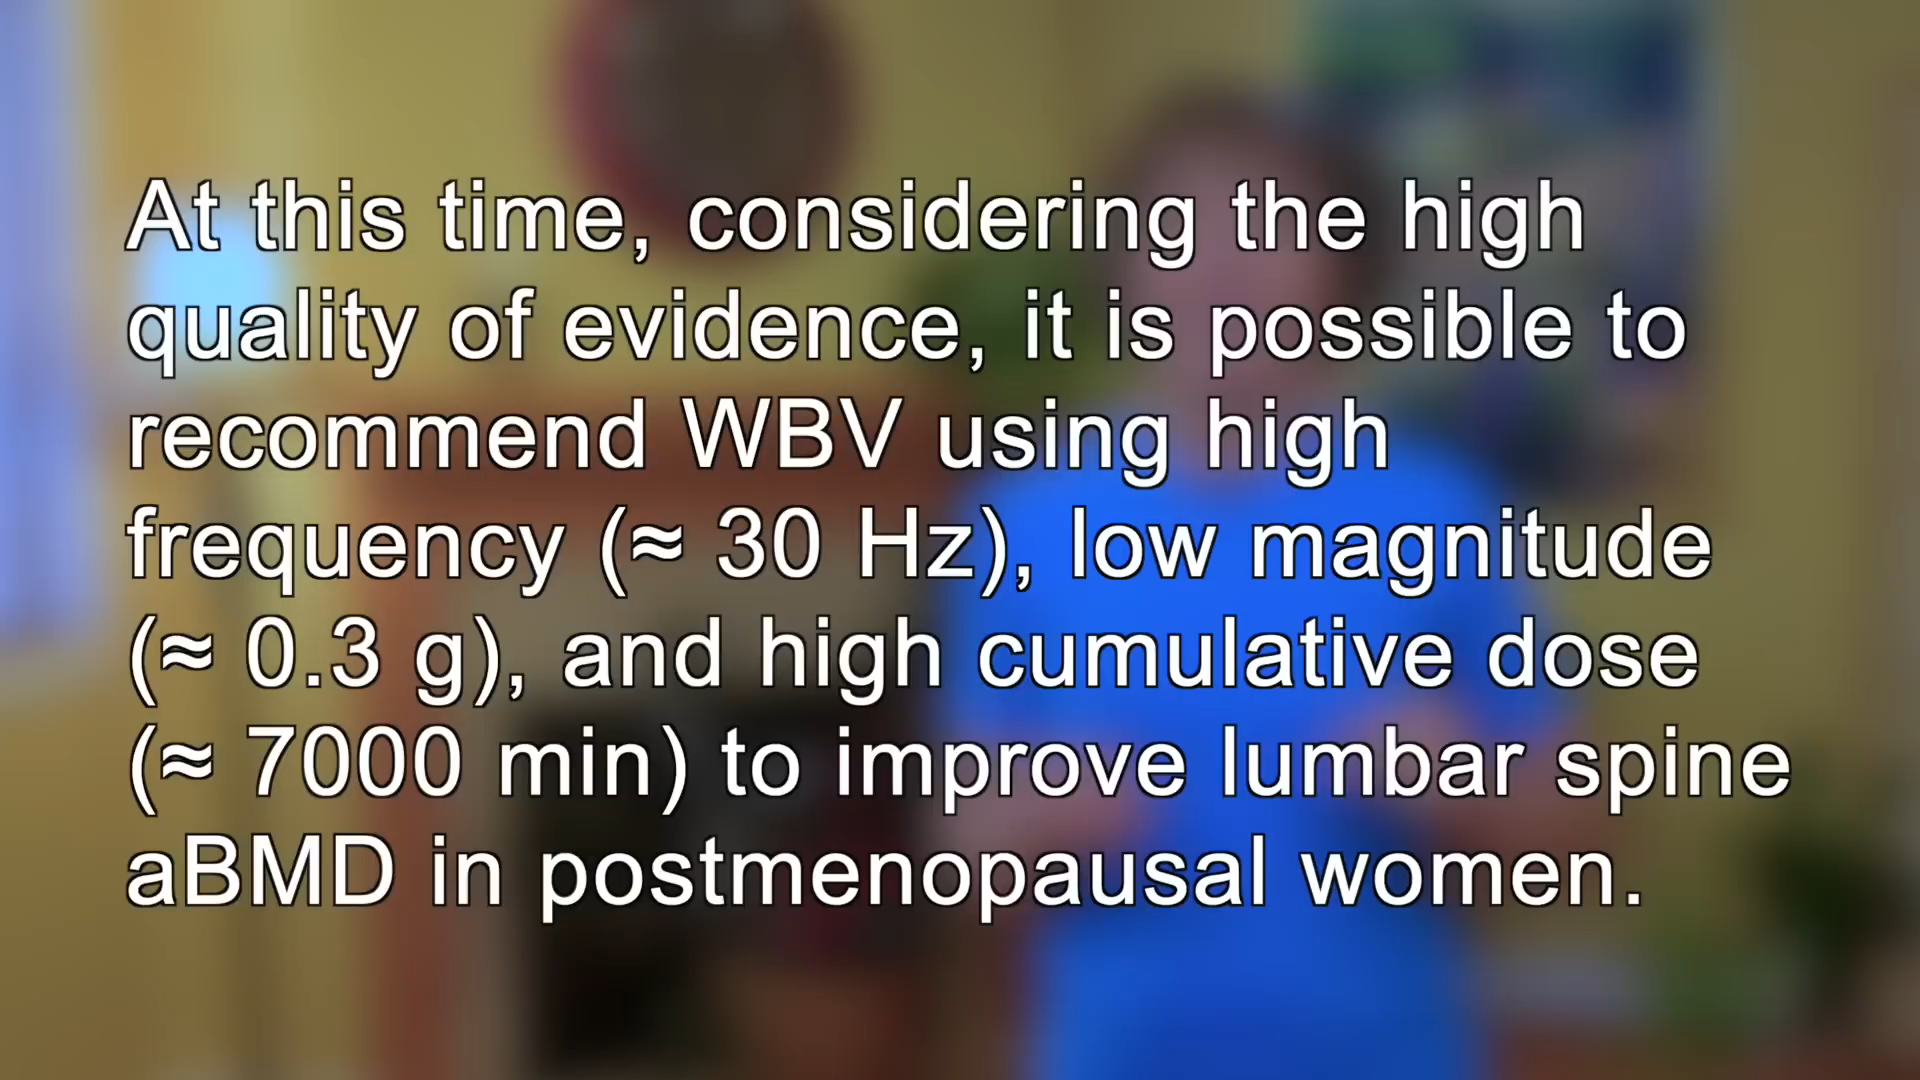 At this time, considering the high
quality of evidence, it is possible to
recommend WBV using high
frequency (≈ 30 Hz), low magnitude
(≈ 0.3 g), and high cumulative dose
(≈ 7000 min) to improve lumbar spine
aBMD in postmenopausal women.